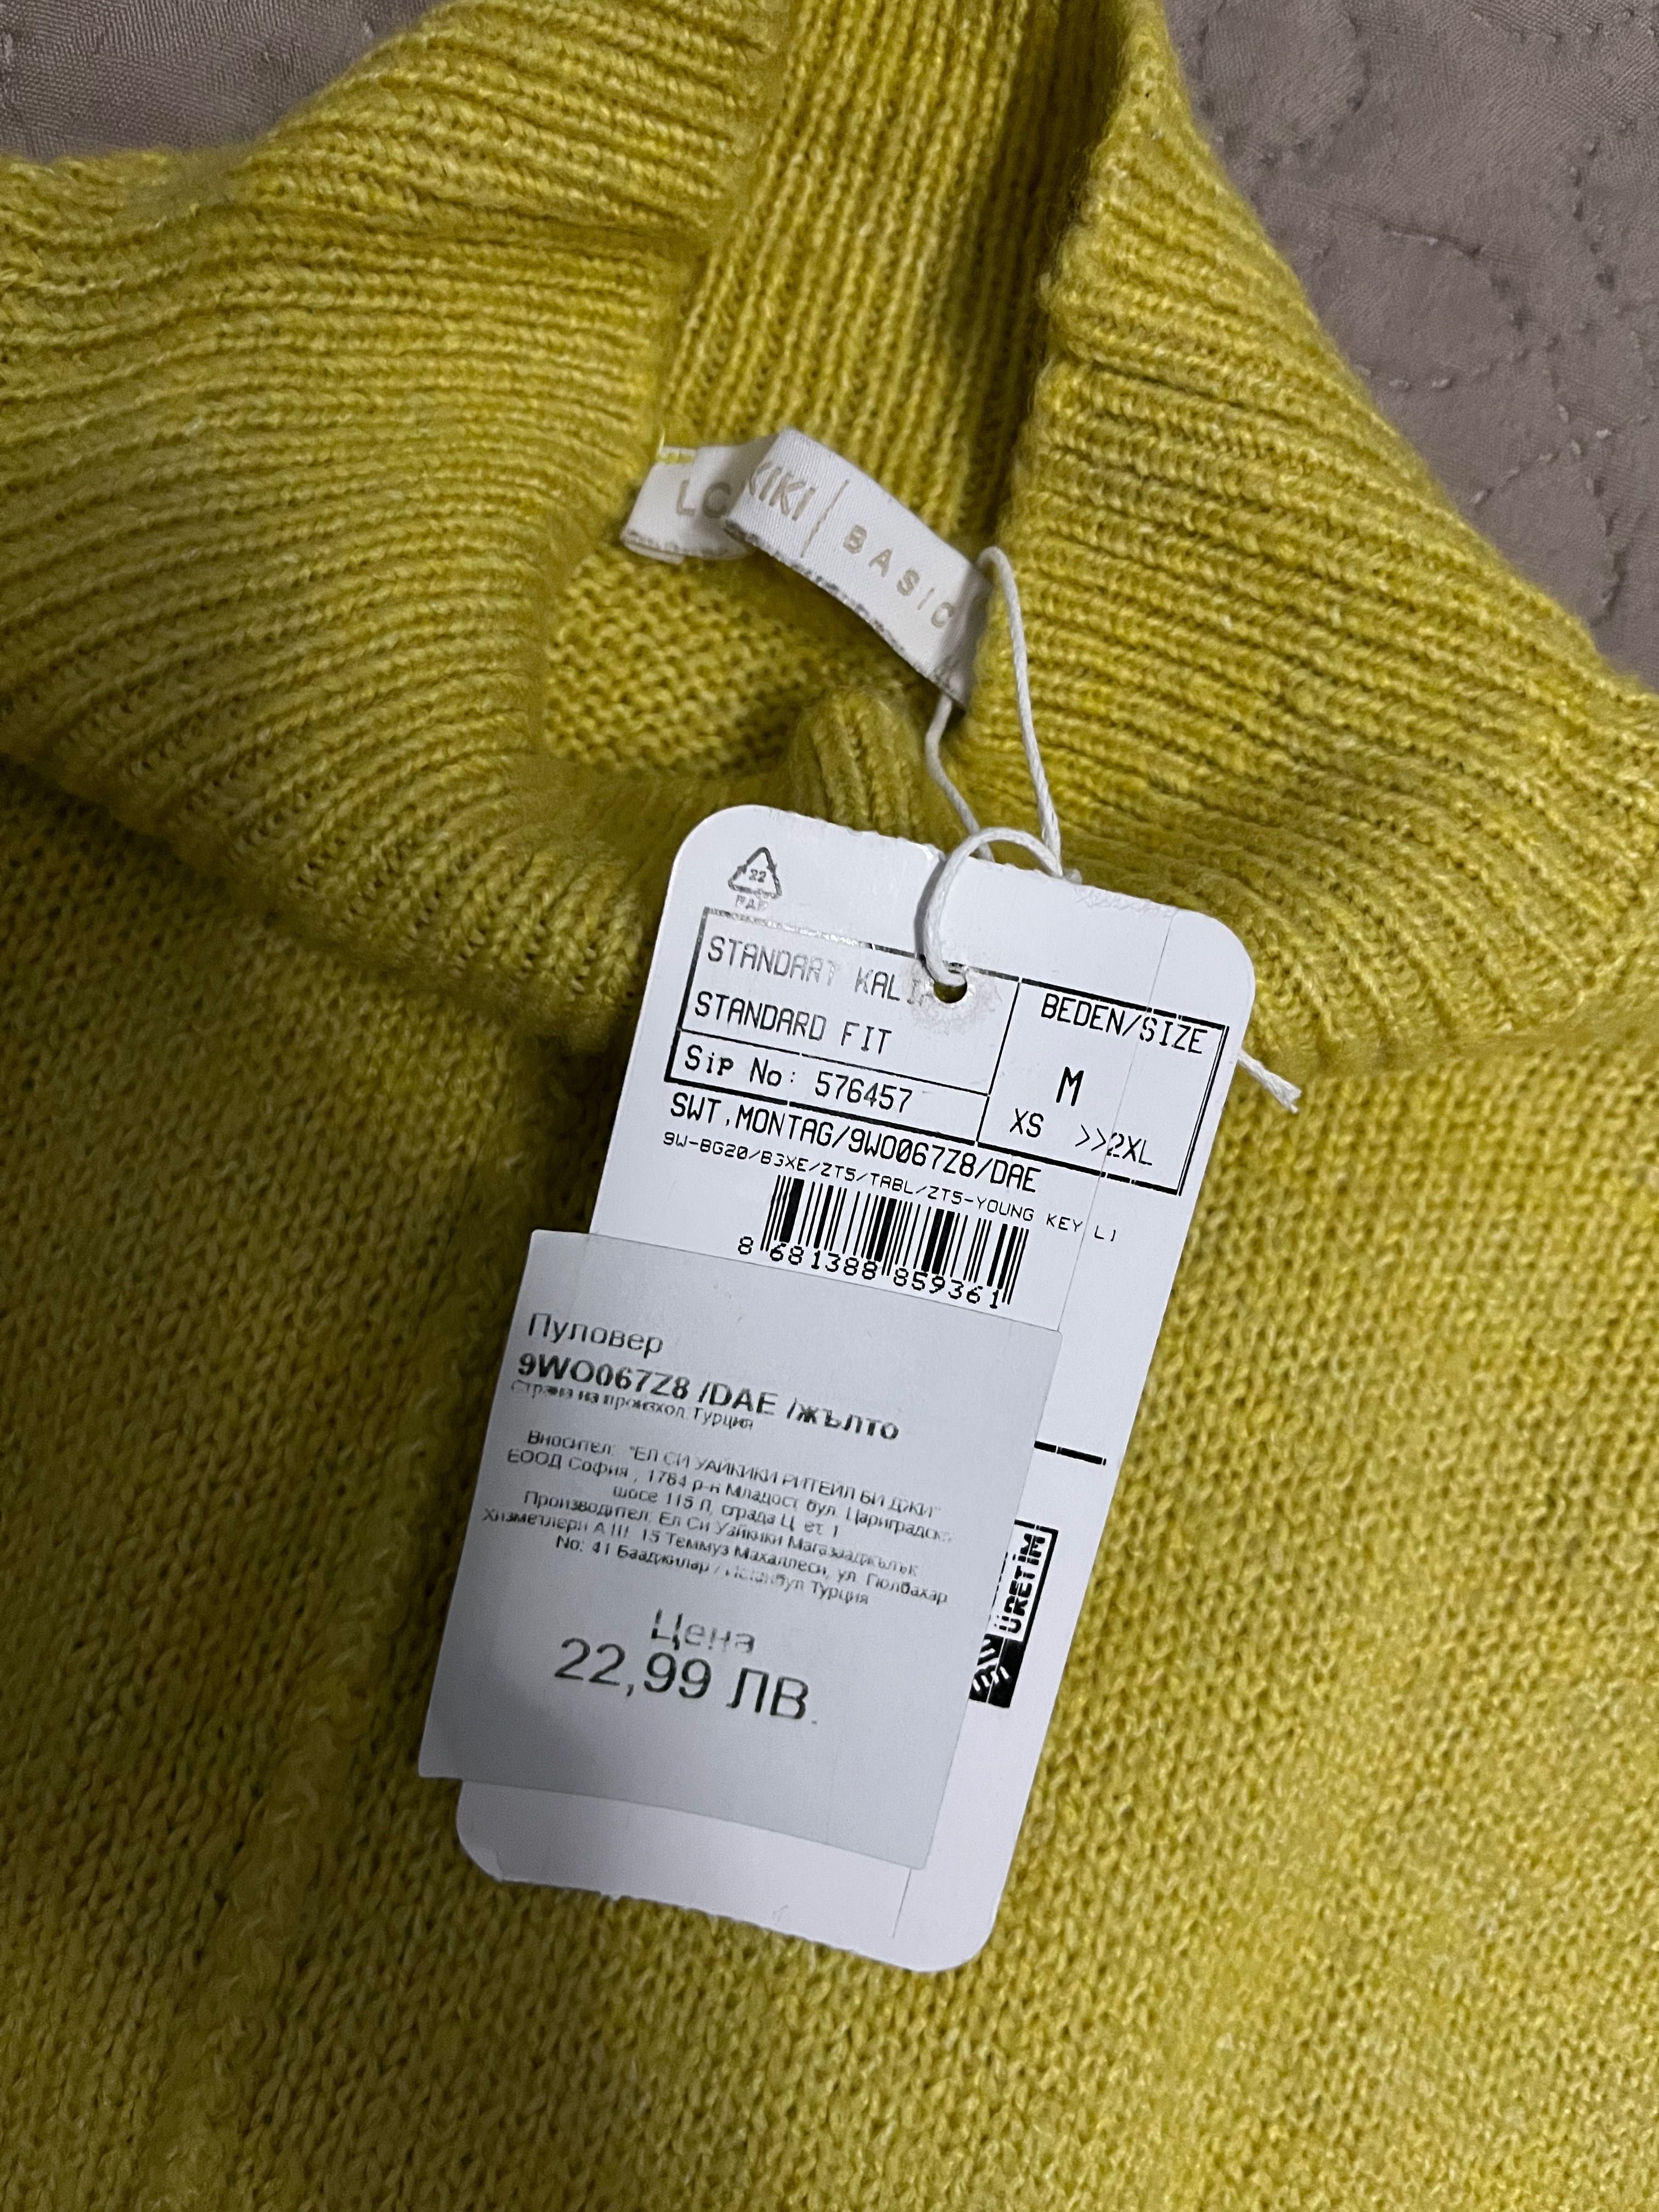 LC
KIKI | BASIC
22
PAP
STANDART KALI
STANDARD FIT
BEDEN/SIZE
M
XS >>2XL
Sip No: 576457
SWT,MONTAG/9WO067Z8/DAE
9W-BG20/B3XE/ZT5/TABL/ZT5-YOUNG KEY LI
8 681388 859361
Пуловер
9WO067Z8 /DAE /жълто
Страна на произход Турция
Вносител: "ЕЛ СИ УАЙКИКИ РИТЕЙЛ БИ ДЖИ"
ЕООД София , 1784 р-н Младост бул. Цариградско
шосе 115 Л, сграда Ц, ет. 1
Производител: Ел Си Уайкики Магазаджълък
Хизметлери А Ш. 15 Теммуз Махаллеси, ул. Гюлбахар
No: 41 Бааджилар / Истанбул Турция
Цена
22,99 ЛВ.
ÜRETİM